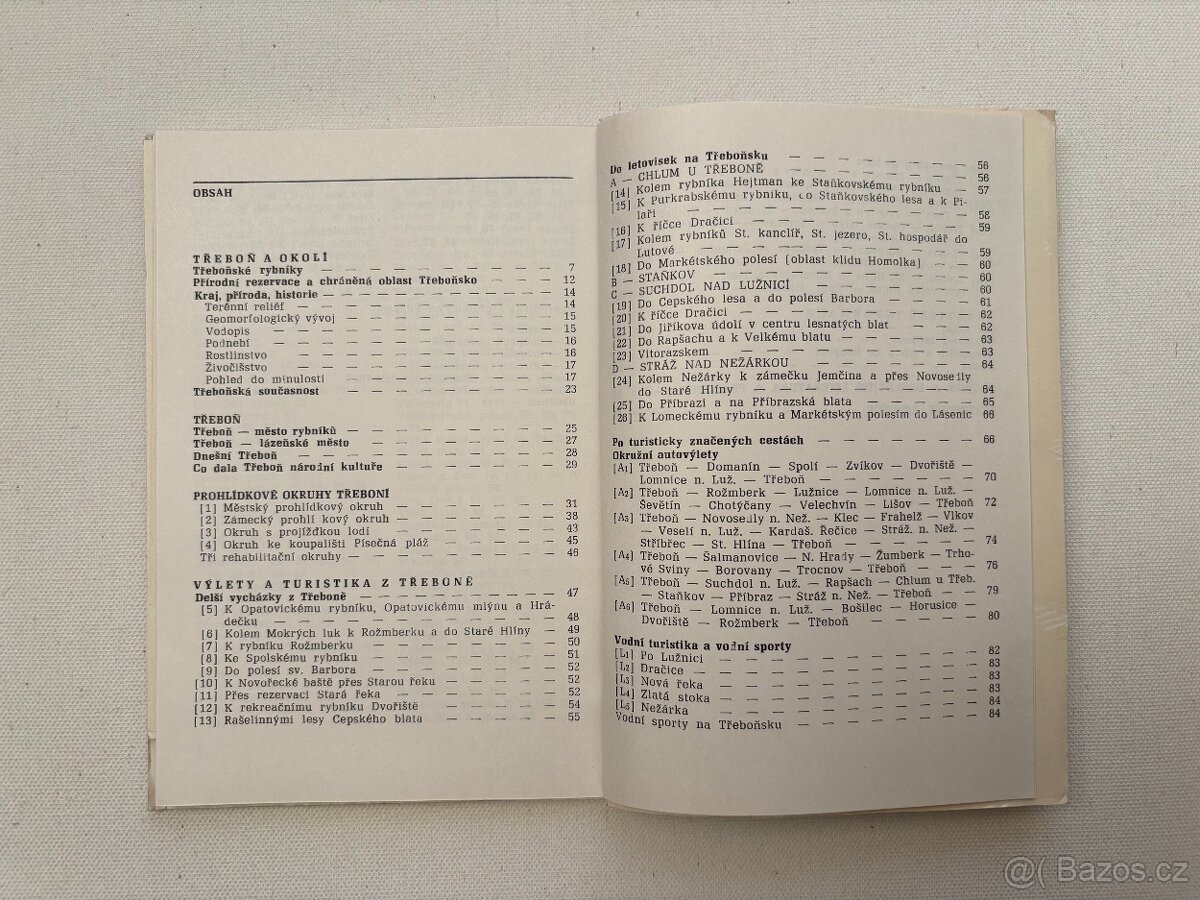 OBSAH
TŘEBOŇ A OKOLÍ
Třeboňské rybníky — — — — — — — — 7
Přírodní rezervace a chráněná oblast Třeboňsko — — — 12
Kraj, příroda, historie — — — — — — — — 14
Terénní reliéf — — — — — — — — 14
Geomorfologický vývoj — — — — — — — 15
Vodopis — — — — — — — — — 15
Podnebí — — — — — — — — — 16
Rostlinstvo — — — — — — — — 16
Živočišstvo — — — — — — — — 17
Pohled do minulosti — — — — — — — 17
Třeboňská současnost — — — — — — — 23
TŘEBOŇ
Třeboň — město rybníků — — — — — — 25
Třeboň — lázeňské město — — — — — — 27
Dnešní Třeboň — — — — — — — — 28
Co dala Třeboň národní kultuře — — — — — — 29
PROHLÍDKOVÉ OKRUHY TŘEBONÍ
[1] Městský prohlídkový okruh — — — — — — 31
[2] Zámecký prohlí kový okruh — — — — — — 38
[3] Okruh s projížďkou lodí — — — — — — 43
[4] Okruh ke koupališti Písečná pláž — — — — — 45
Tři rehabilitační okruhy — — — — — — — 46
VÝLETY A TURISTIKA Z TŘEBONĚ
Delší vycházky z Třeboně — — — — — — — 47
[5] K Opatovickému rybníku, Opatovickému mlýnu a Hrá-
dečku — — — — — — — — — 48
[6] Kolem Mokrých luk k Rožmberku a do Staré Hlíny — 49
[7] K rybníku Rožmberku — — — — — — 50
[8] Ke Spolskému rybníku — — — — — — 51
[9] Do polesí sv. Barbora — — — — — — 52
[10] K Novořecké baště přes Starou řeku — — — — 52
[11] Přes rezervaci Stará řeka — — — — — — 52
[12] K rekreačnímu rybníku Dvořiště — — — — 54
[13] Rašelinnými lesy Cepského blata — — — — 55
Do letovisek na Třeboňsku — — — — — — 56
A — CHLUM U TŘEBONĚ — — — — — — 56
[14] Kolem rybníka Hejtman ke Staňkovskému rybníku — 57
[15] K Purkrabskému rybníku, do Staňkovského lesa a k Pi-
laři — — — — — — — — — 58
[16] K říčce Dračici — — — — — — — 59
[17] Kolem rybníků St. kanclíř, St. jezero, St. hospodář do
Lutové — — — — — — — — 59
[18] Do Markétského polesí (oblast klidu Homolka) — — 60
B — STAŇKOV — — — — — — — — 60
C — SUCHDOL NAD LUŽNICÍ — — — — — 60
[19] Do Cepského lesa a do polesí Barbora — — — — 61
[20] K říčce Dračici — — — — — — — 62
[21] Do Jiříkova údolí v centru lesnatých blat — — — 62
[22] Do Rapšachu a k Velkému blatu — — — — — 63
[23] Vitorazskem — — — — — — — — 63
D — STRÁŽ NAD NEŽÁRKOU — — — — — 64
[24] Kolem Nežárky k zámečku Jemčina a přes Novosedly
do Staré Hlíny — — — — — — — 64
[25] Do Příbrazi a na Příbrazská blata — — — — 65
[26] K Lomeckému rybníku a Markétským polesím do Lásenic 66
Po turisticky značených cestách — — — — — 66
Okružní autovýlety
[A1] Třeboň — Domanín — Spolí — Zvíkov — Dvořiště —
Lomnice n. Luž. — Třeboň — — — — — 70
[A2] Třeboň — Rožmberk — Lužnice — Lomnice n. Luž. —
Ševětín — Chotýčany — Velechvín — Lišov — Třeboň 72
[A3] Třeboň — Novosedly n. Než. — Klec — Frahelž — Vlkov
— Veselí n. Luž. — Kardaš. Řečice — Stráž. n. Než. —
Stříbřec — St. Hlína — Třeboň — — — — 74
[A4] Třeboň — Šalmanovice — N. Hrady — Žumberk — Trho-
vé Sviny — Borovany — Trocnov — Třeboň — — 76
[A5] Třeboň — Suchdol n. Luž. — Rapšach — Chlum u Třeb.
— Staňkov — Příbraz — Stráž n. Než. — Třeboň — — 79
[A6] Třeboň — Lomnice n. Luž. — Bošilec — Horusice —
Dvořiště — Rožmberk — Třeboň — — — — 80
Vodní turistika a vodní sporty
[L1] Po Lužnici — — — — — — — — 82
[L2] Dračice — — — — — — — — 83
[L3] Nová řeka — — — — — — — — 83
[L4] Zlatá stoka — — — — — — — — 83
[L5] Nežárka — — — — — — — — 84
Vodní sporty na Třeboňsku — — — — — — 84
@( Bazos.cz